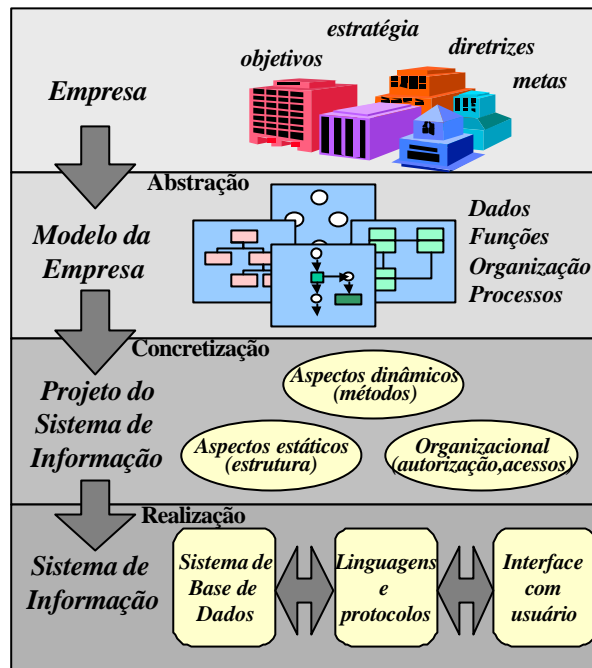 estratégia
objetivos
diretrizes
metas
Empresa
Abstração
Modelo da
Empresa
Dados
Funções
Organização
Processos
Concretização
Projeto do
Sistema de
Informação
Aspectos dinâmicos
(métodos)
Aspectos estáticos
(estrutura)
Organizacional
(autorização,acessos)
Realização
Sistema de
Informação
Sistema de
Base de
Dados
Linguagens
e
protocolos
Interface
com
usuário